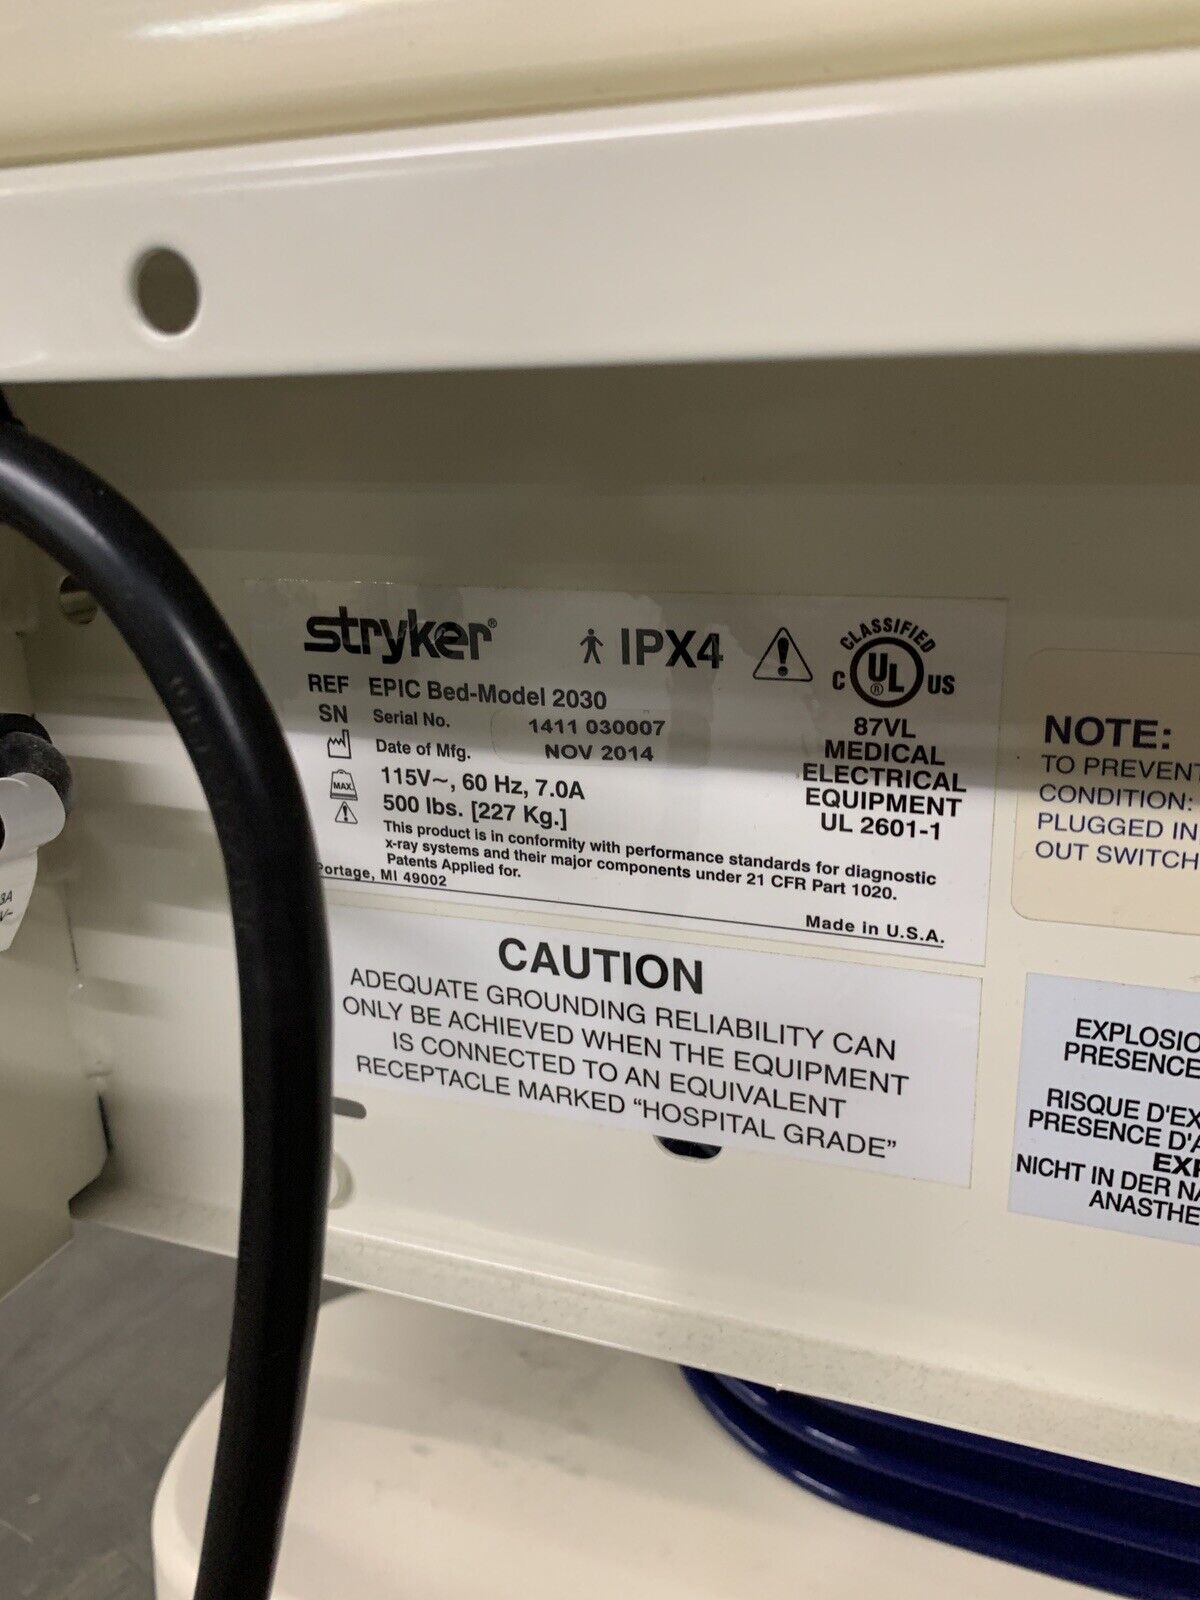 stryker® IPX4
REF EPIC Bed-Model 2030
SN Serial No. 1411 030007
Date of Mfg. NOV 2014
MAX. 115V~, 60 Hz, 7.0A
500 lbs. [227 Kg.]
This product is in conformity with performance standards for diagnostic
x-ray systems and their major components under 21 CFR Part 1020.
Patents Applied for.
Portage, MI 49002
Made in U.S.A.
CLASSIFIED
C UL® US
87VL
MEDICAL
ELECTRICAL
EQUIPMENT
UL 2601-1
CAUTION
ADEQUATE GROUNDING RELIABILITY CAN
ONLY BE ACHIEVED WHEN THE EQUIPMENT
IS CONNECTED TO AN EQUIVALENT
RECEPTACLE MARKED “HOSPITAL GRADE”
NOTE:
TO PREVENT
CONDITION:
PLUGGED IN
OUT SWITCH
EXPLOSIO
PRESENCE
RISQUE D'EX
PRESENCE D'A
EXP
NICHT IN DER NA
ANASTHE
3A
V~